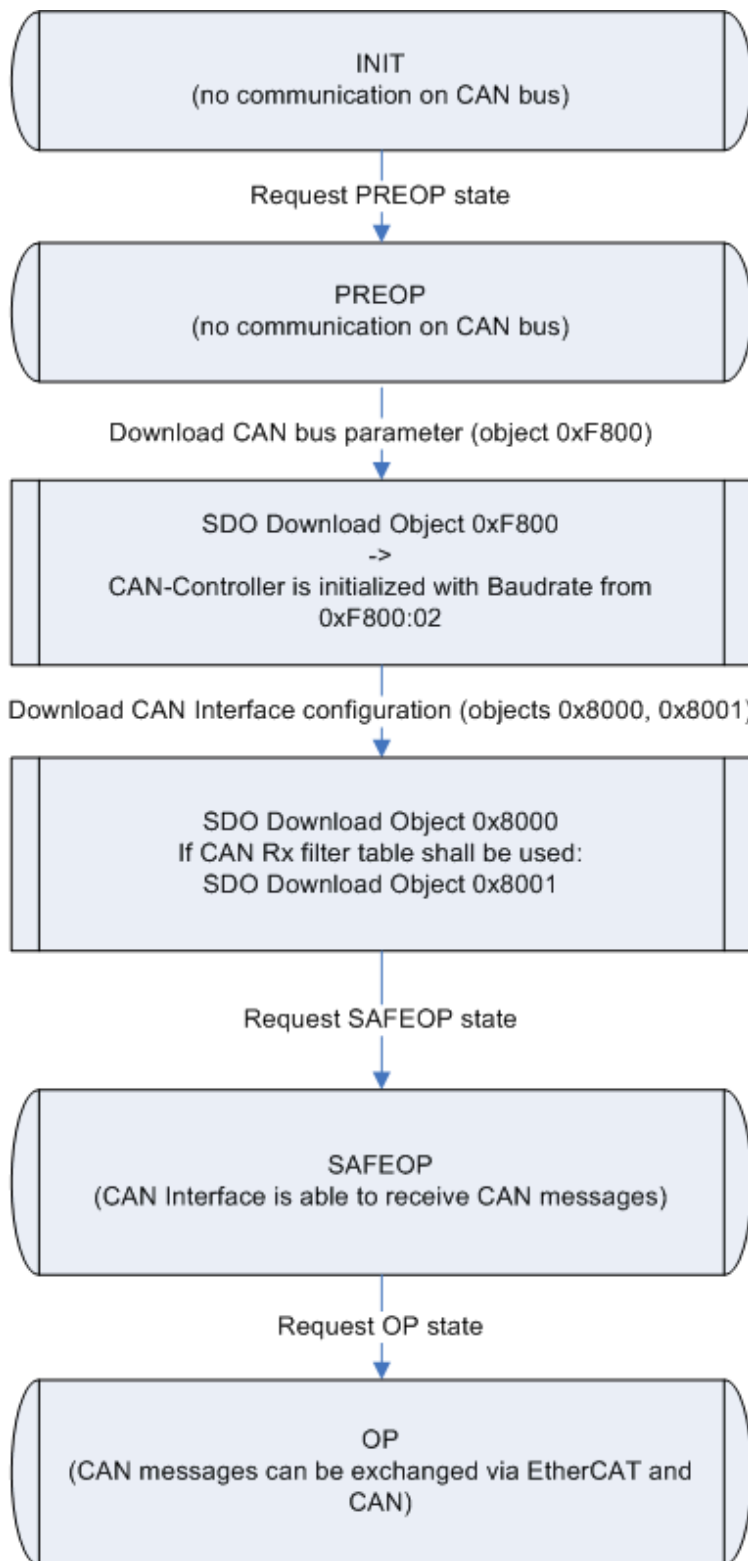 INIT
(no communication on CAN bus)
Request PREOP state
PREOP
(no communication on CAN bus)
Download CAN bus parameter (object 0xF800)
SDO Download Object 0xF800
->
CAN-Controller is initialized with Baudrate from
0xF800:02
Download CAN Interface configuration (objects 0x8000, 0x8001)
SDO Download Object 0x8000
If CAN Rx filter table shall be used:
SDO Download Object 0x8001
Request SAFEOP state
SAFEOP
(CAN Interface is able to receive CAN messages)
Request OP state
OP
(CAN messages can be exchanged via EtherCAT and
CAN)